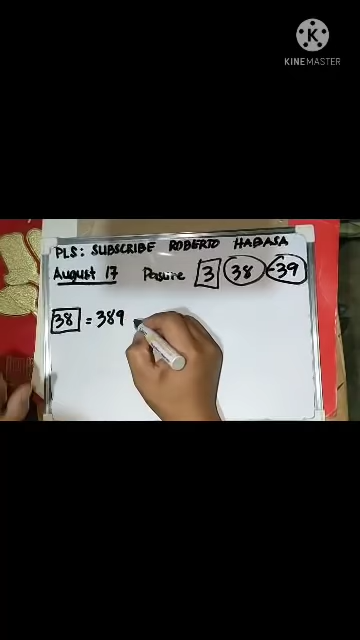 K
KINEMASTER
PLS: SUBSCRIBE ROBERTO HABASA
August 17 Pasure 3 38 39
38 = 389